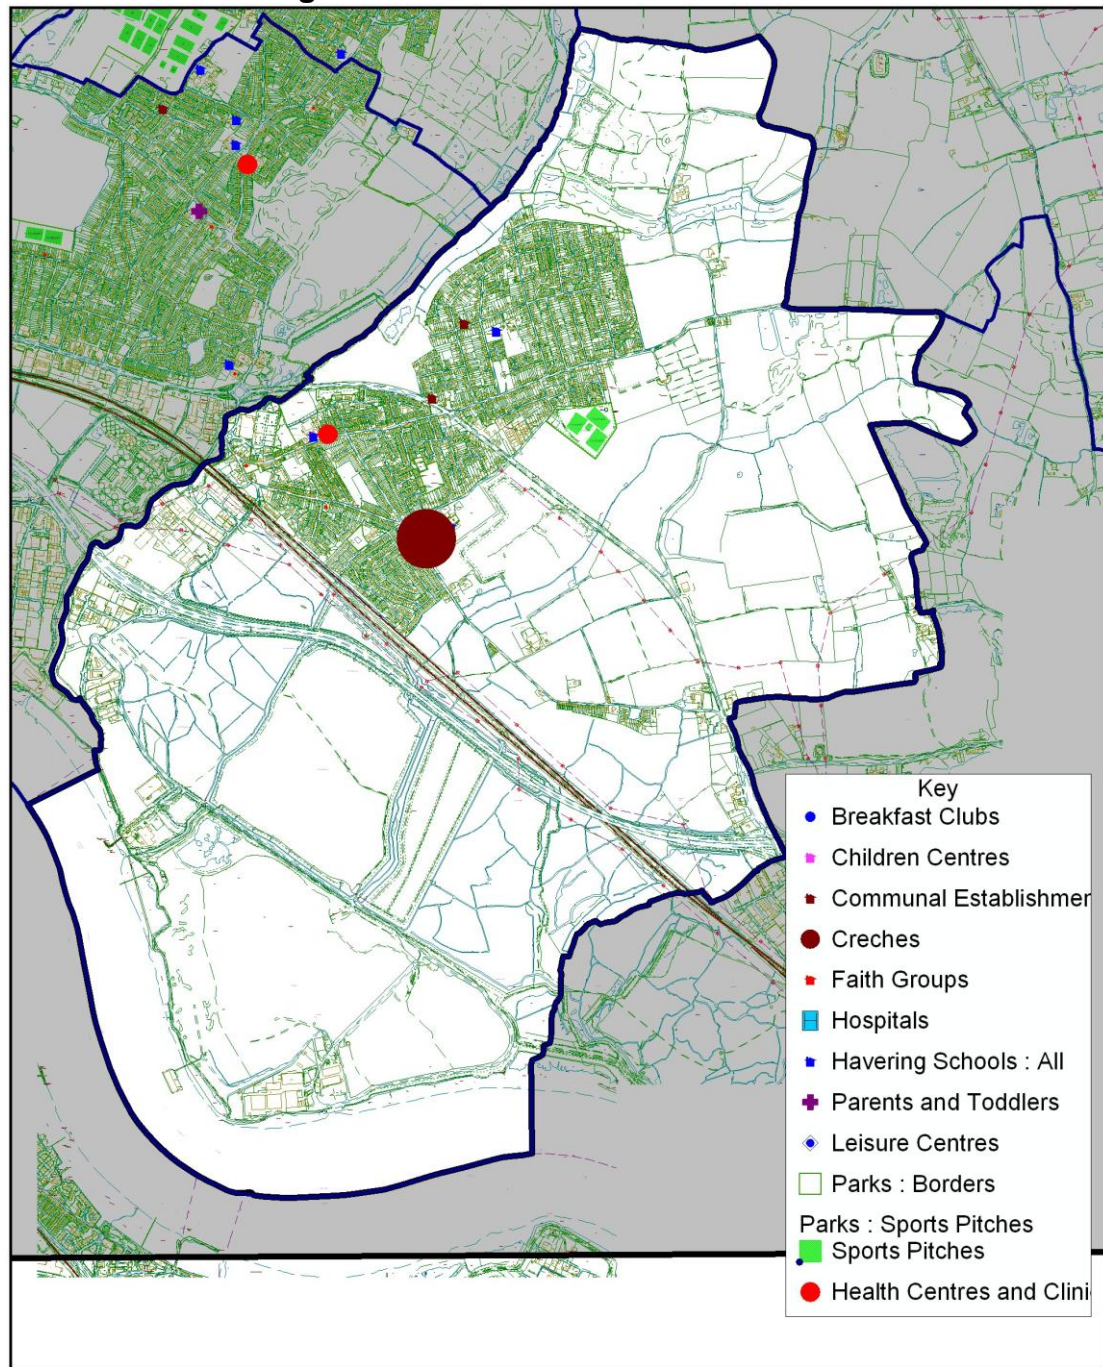 Key
Breakfast Clubs
Children Centres
Communal Establishmen
Creches
Faith Groups
Hospitals
Havering Schools : All
Parents and Toddlers
Leisure Centres
Parks : Borders
Parks : Sports Pitches
Sports Pitches
Health Centres and Clini